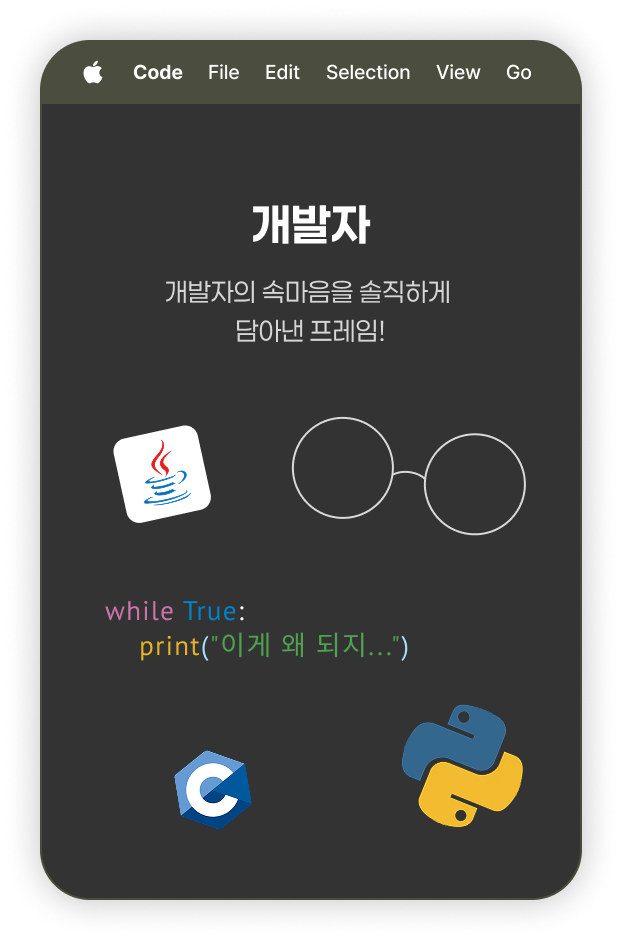 Code File Edit Selection View Go
개발자
개발자의 속마음을 솔직하게
담아낸 프레임!
while True:
print("이게 왜 되지...")
C